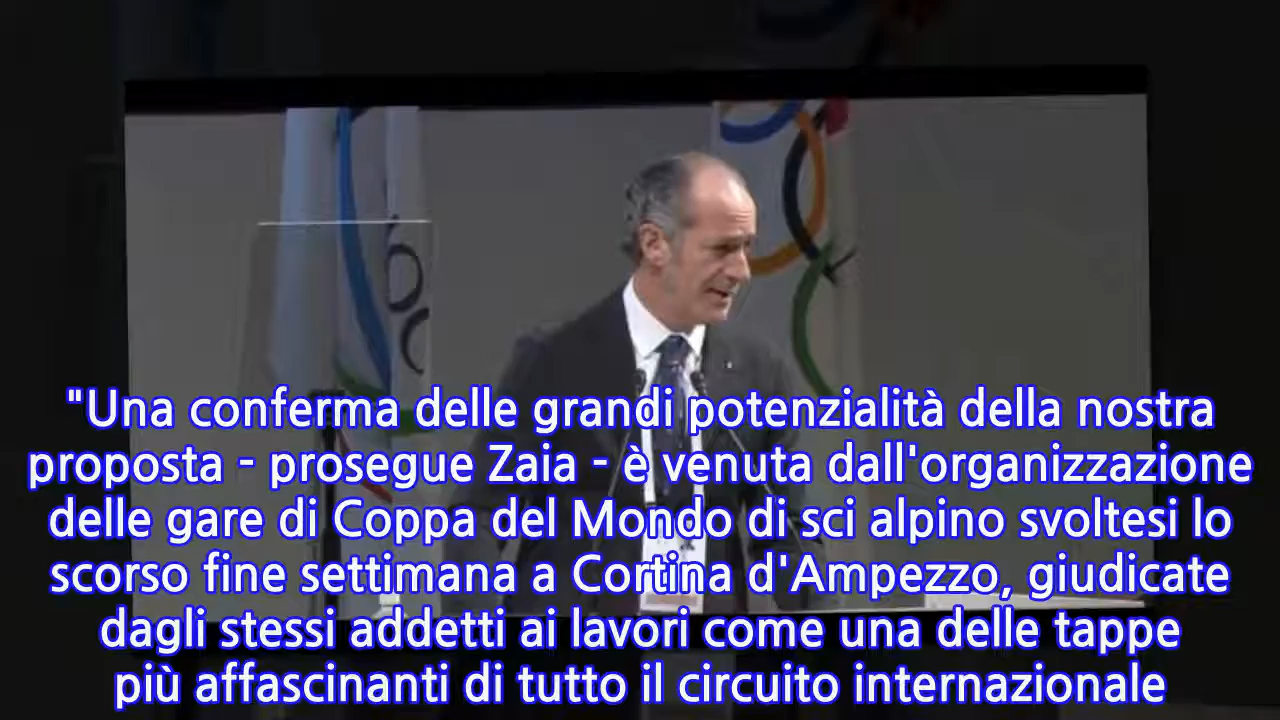 "Una conferma delle grandi potenzialità della nostra
proposta - prosegue Zaia - è venuta dall'organizzazione
delle gare di Coppa del Mondo di sci alpino svoltesi lo
scorso fine settimana a Cortina d'Ampezzo, giudicate
dagli stessi addetti ai lavori come una delle tappe
più affascinanti di tutto il circuito internazionale